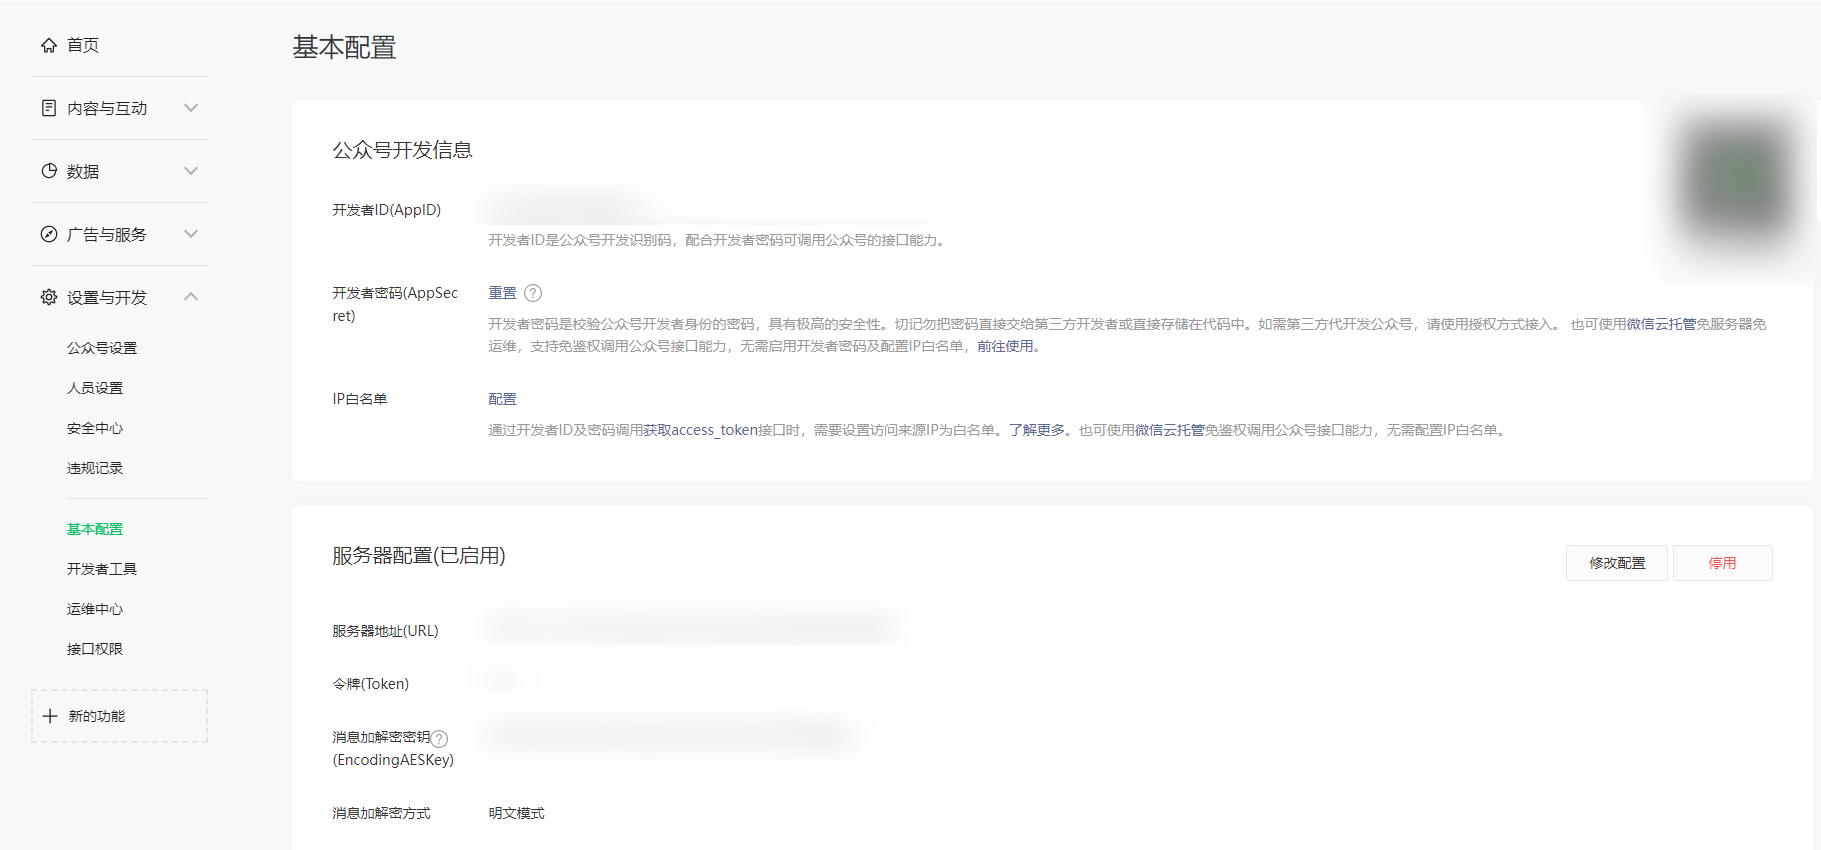 首页
内容与互动
数据
广告与服务
设置与开发
公众号设置
人员设置
安全中心
违规记录
基本配置
开发者工具
运维中心
接口权限
新的功能
基本配置
公众号开发信息
开发者ID(AppID)
开发者ID是公众号开发识别码，配合开发者密码可调用公众号的接口能力。
开发者密码(AppSec
ret)
重置
开发者密码是校验公众号开发者身份的密码，具有极高的安全性。切记勿把密码直接交给第三方开发者或直接存储在代码中。如需第三方代开发公众号，请使用授权方式接入。 也可使用微信云托管免服务器免
运维，支持免鉴权调用公众号接口能力，无需启用开发者密码及配置IP白名单，前往使用。
IP白名单
配置
通过开发者ID及密码调用获取access_token接口时，需要设置访问来源IP为白名单。了解更多。也可使用微信云托管免鉴权调用公众号接口能力，无需配置IP白名单。
服务器配置(已启用)
修改配置
停用
服务器地址(URL)
令牌(Token)
消息加解密密钥
(EncodingAESKey)
消息加解密方式
明文模式